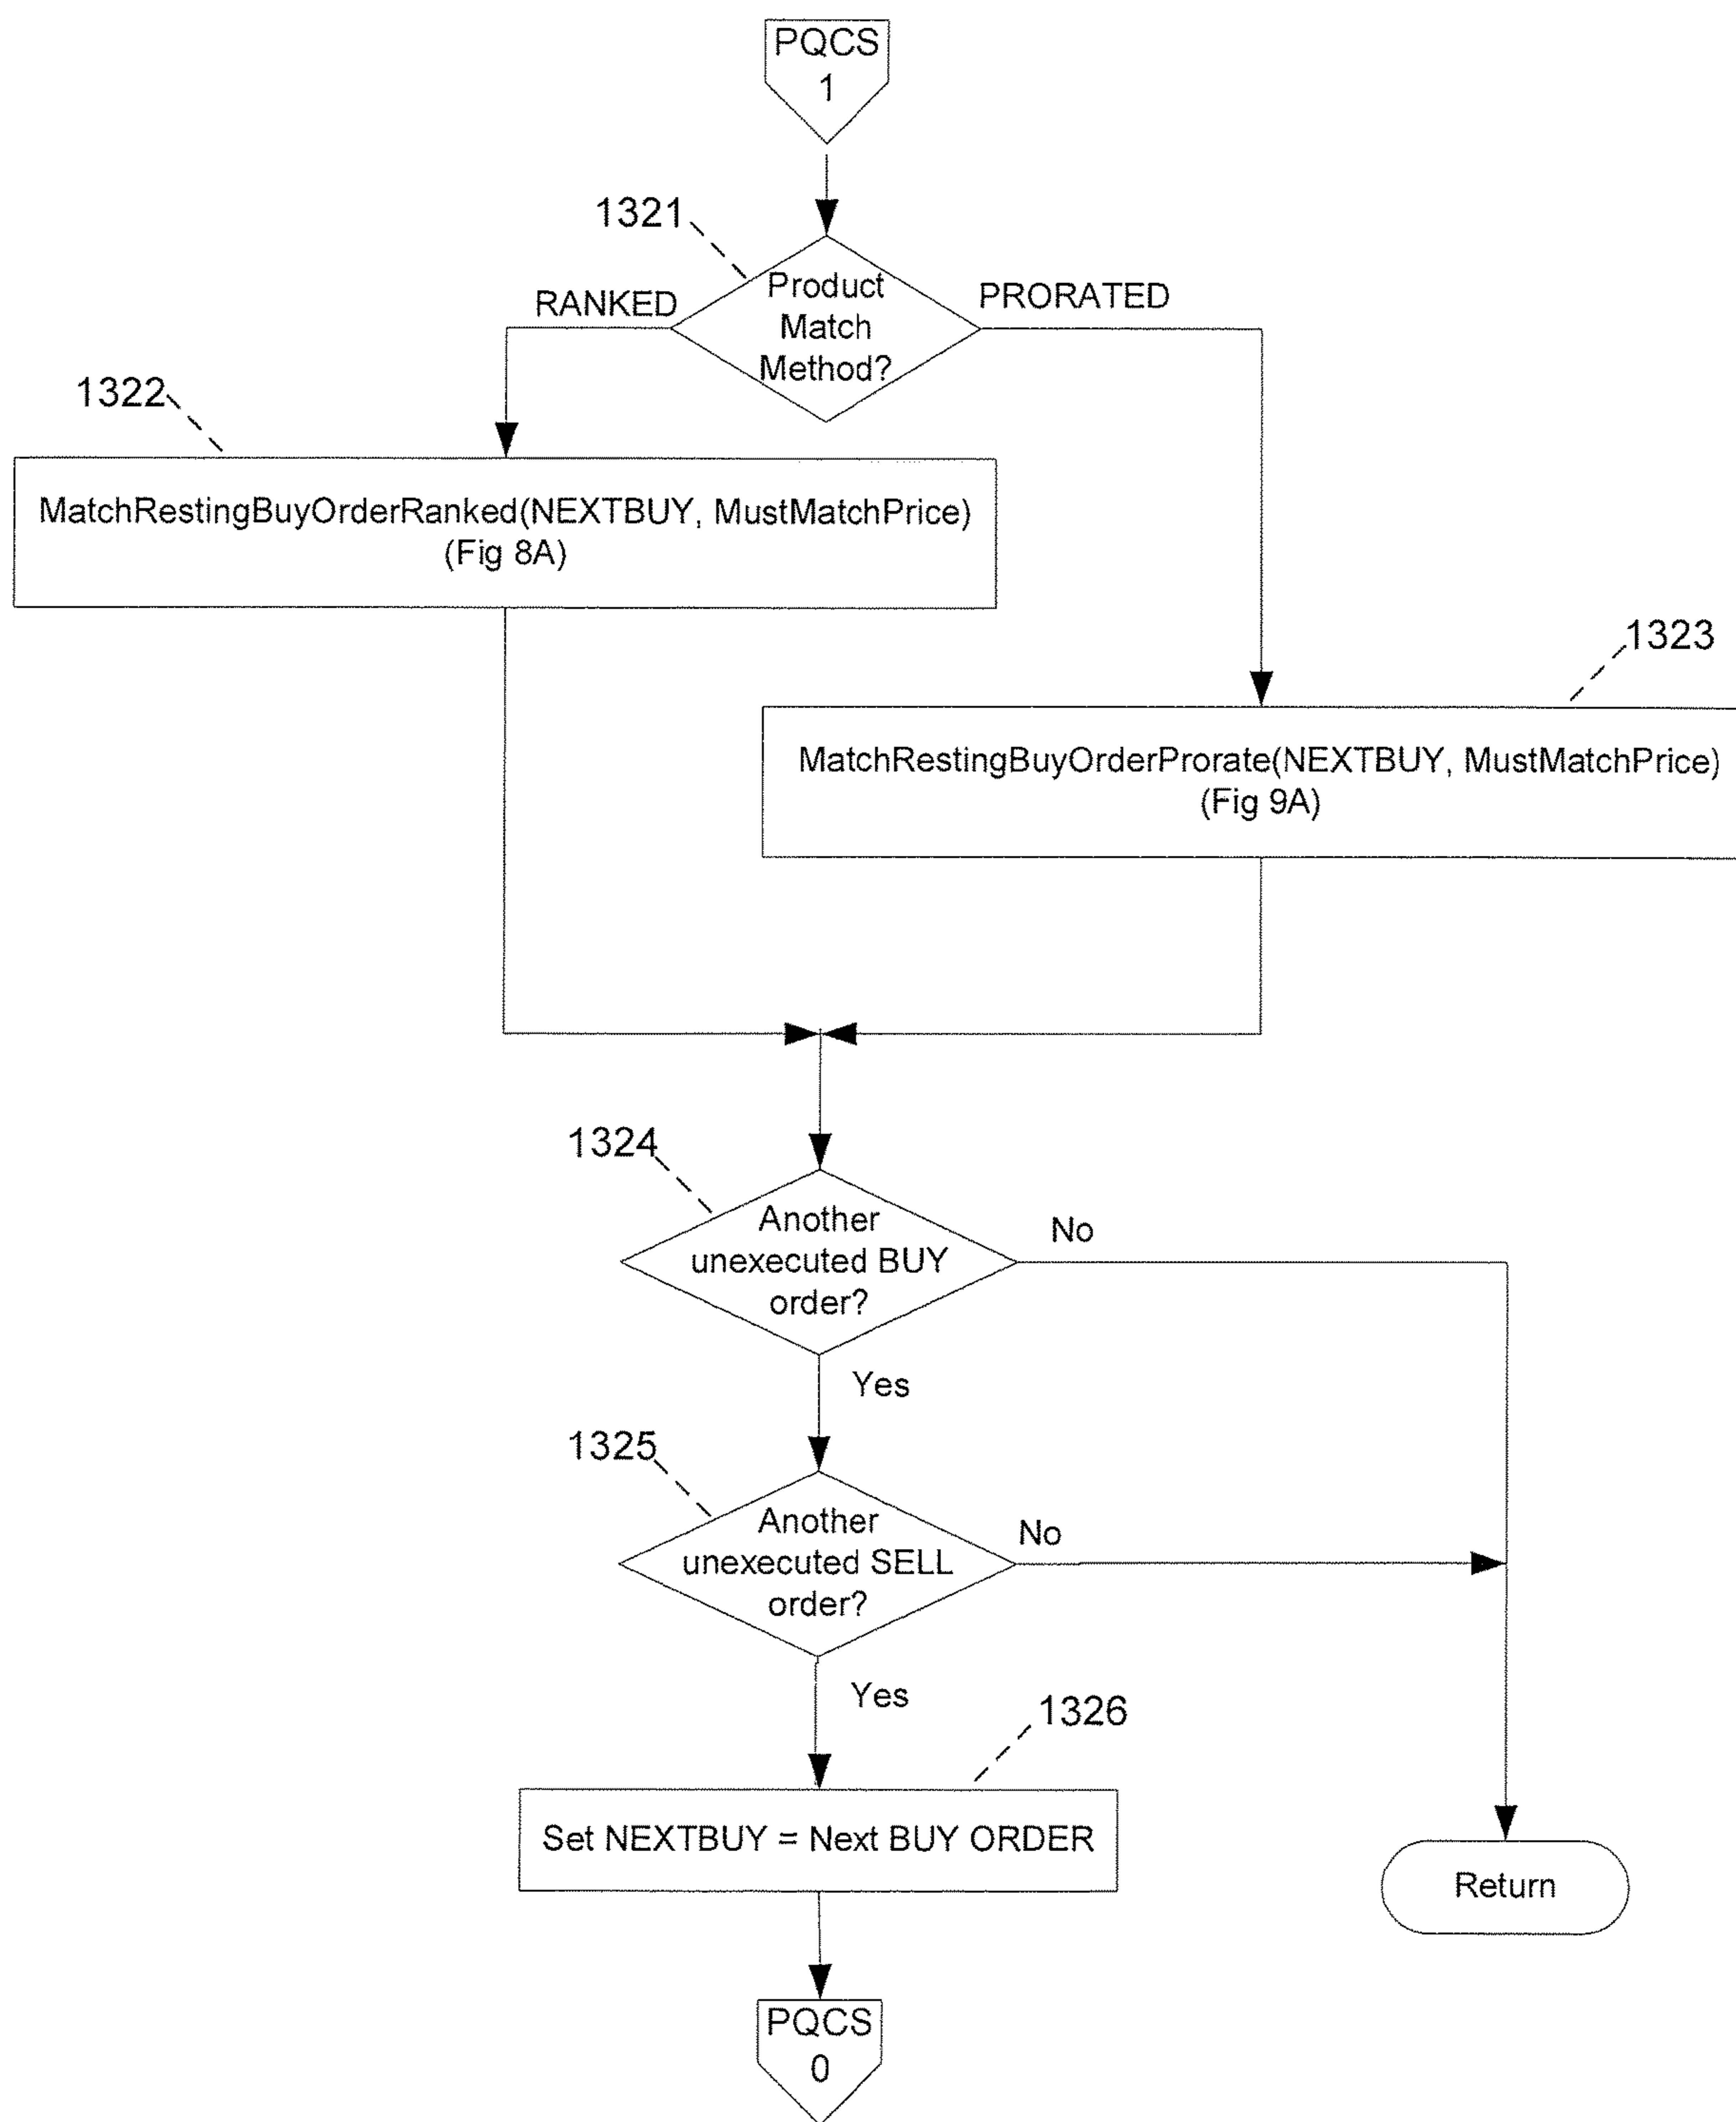 PQCS
1
1321
Product
Match
Method?
RANKED
PRORATED
1322
MatchRestingBuyOrderRanked(NEXTBUY, MustMatchPrice)
(Fig 8A)
1323
MatchRestingBuyOrderProrate(NEXTBUY, MustMatchPrice)
(Fig 9A)
1324
Another
unexecuted BUY
order?
No
Yes
1325
Another
unexecuted SELL
order?
No
Yes
1326
Set NEXTBUY = Next BUY ORDER
Return
PQCS
0